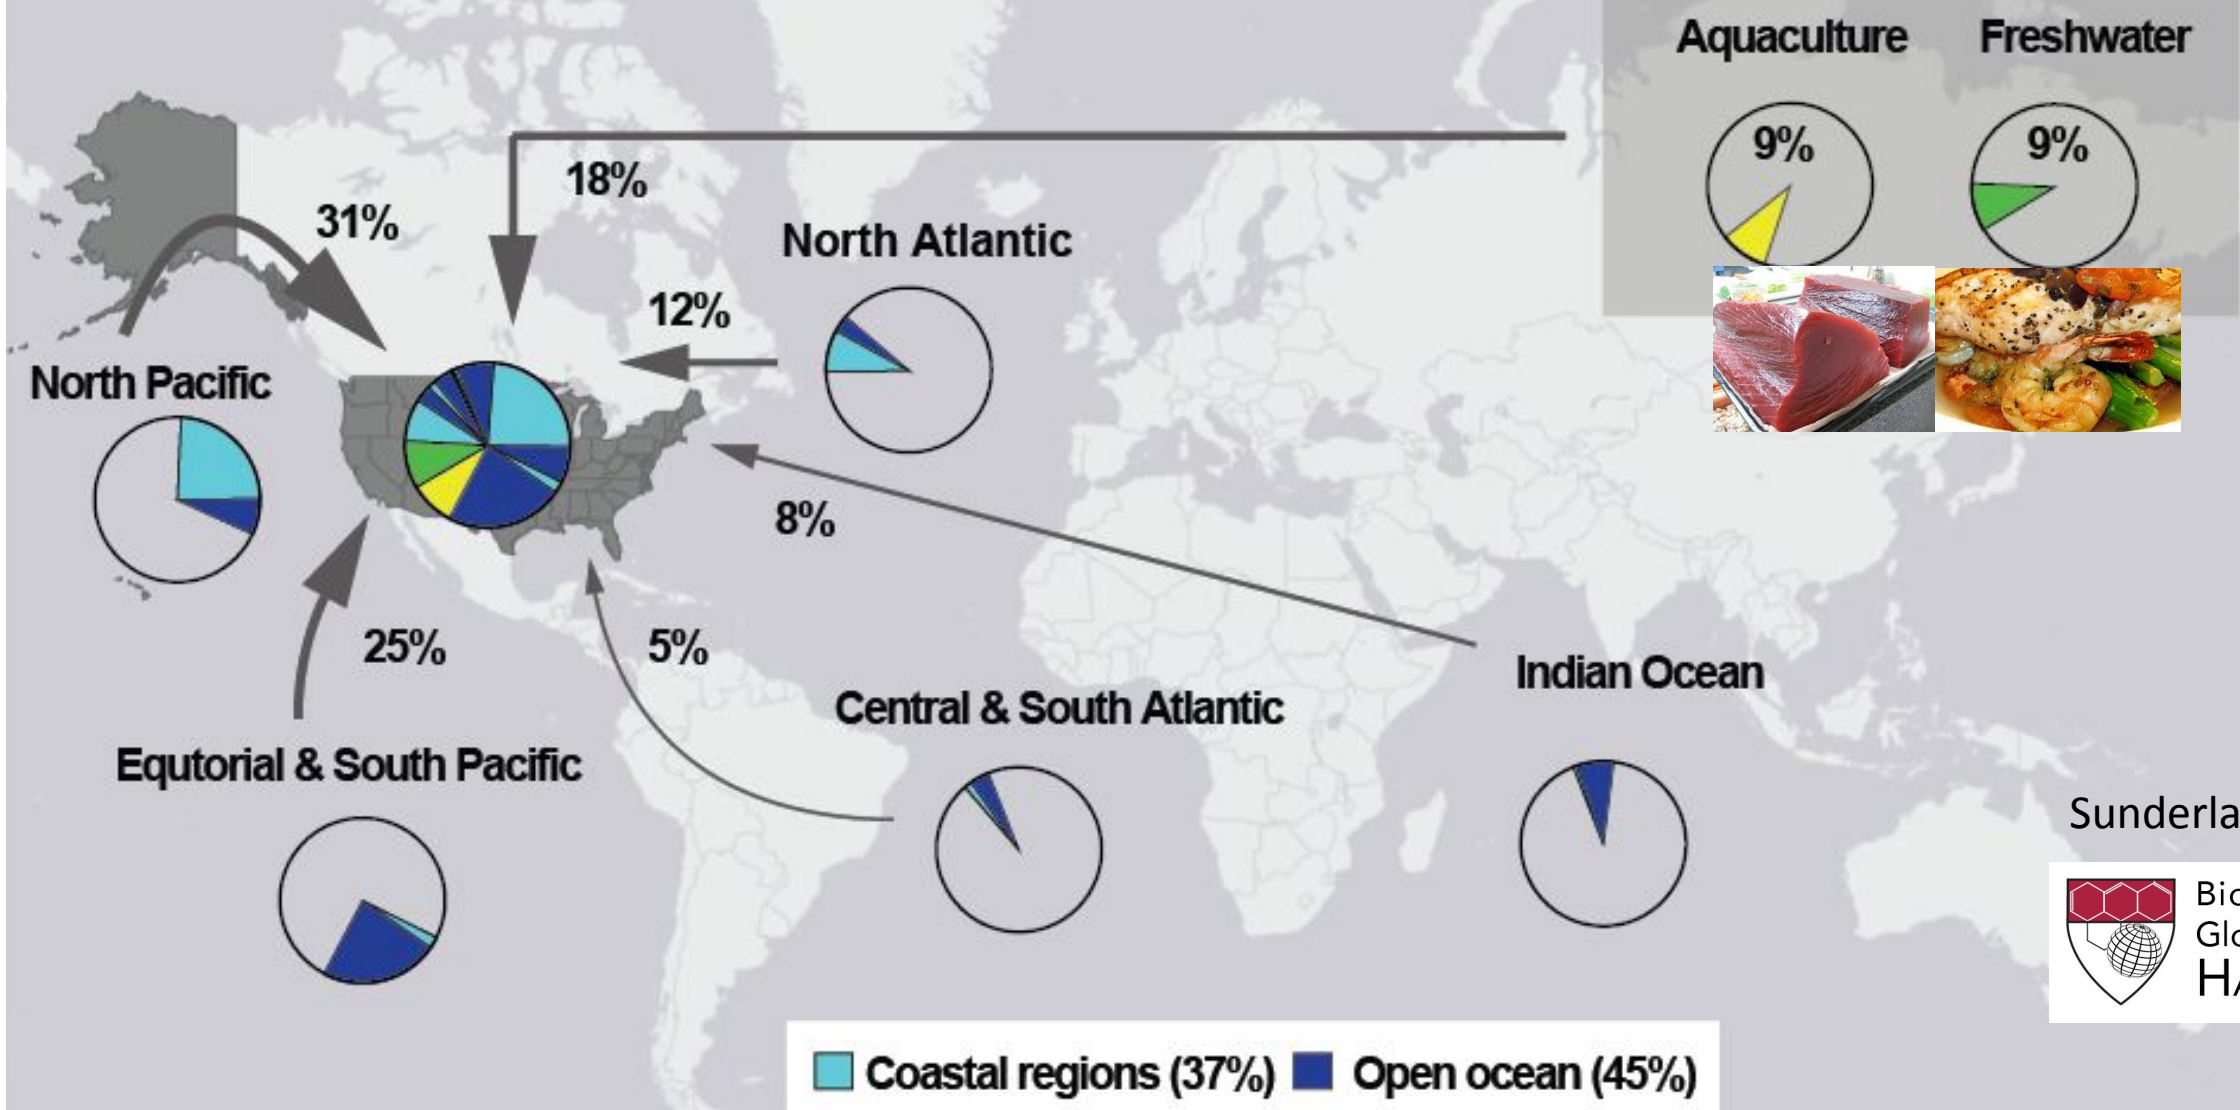 Aquaculture
Freshwater
9%
9%
18%
31%
North Atlantic
12%
North Pacific
8%
25%
5%
Indian Ocean
Central & South Atlantic
Equtorial & South Pacific
Coastal regions (37%)
Open ocean (45%)